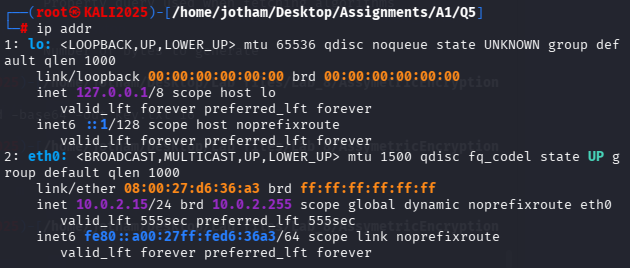 ┌──(root㉿KALI2025)-[/home/jotham/Desktop/Assignments/A1/Q5]
└─# ip addr
1: lo: <LOOPBACK,UP,LOWER_UP> mtu 65536 qdisc noqueue state UNKNOWN group def
ault qlen 1000
    link/loopback 00:00:00:00:00:00 brd 00:00:00:00:00:00
    inet 127.0.0.1/8 scope host lo
       valid_lft forever preferred_lft forever
    inet6 ::1/128 scope host noprefixroute
       valid_lft forever preferred_lft forever
2: eth0: <BROADCAST,MULTICAST,UP,LOWER_UP> mtu 1500 qdisc fq_codel state UP g
roup default qlen 1000
    link/ether 08:00:27:d6:36:a3 brd ff:ff:ff:ff:ff:ff
    inet 10.0.2.15/24 brd 10.0.2.255 scope global dynamic noprefixroute eth0
       valid_lft 555sec preferred_lft 555sec
    inet6 fe80::a00:27ff:fed6:36a3/64 scope link noprefixroute
       valid_lft forever preferred_lft forever